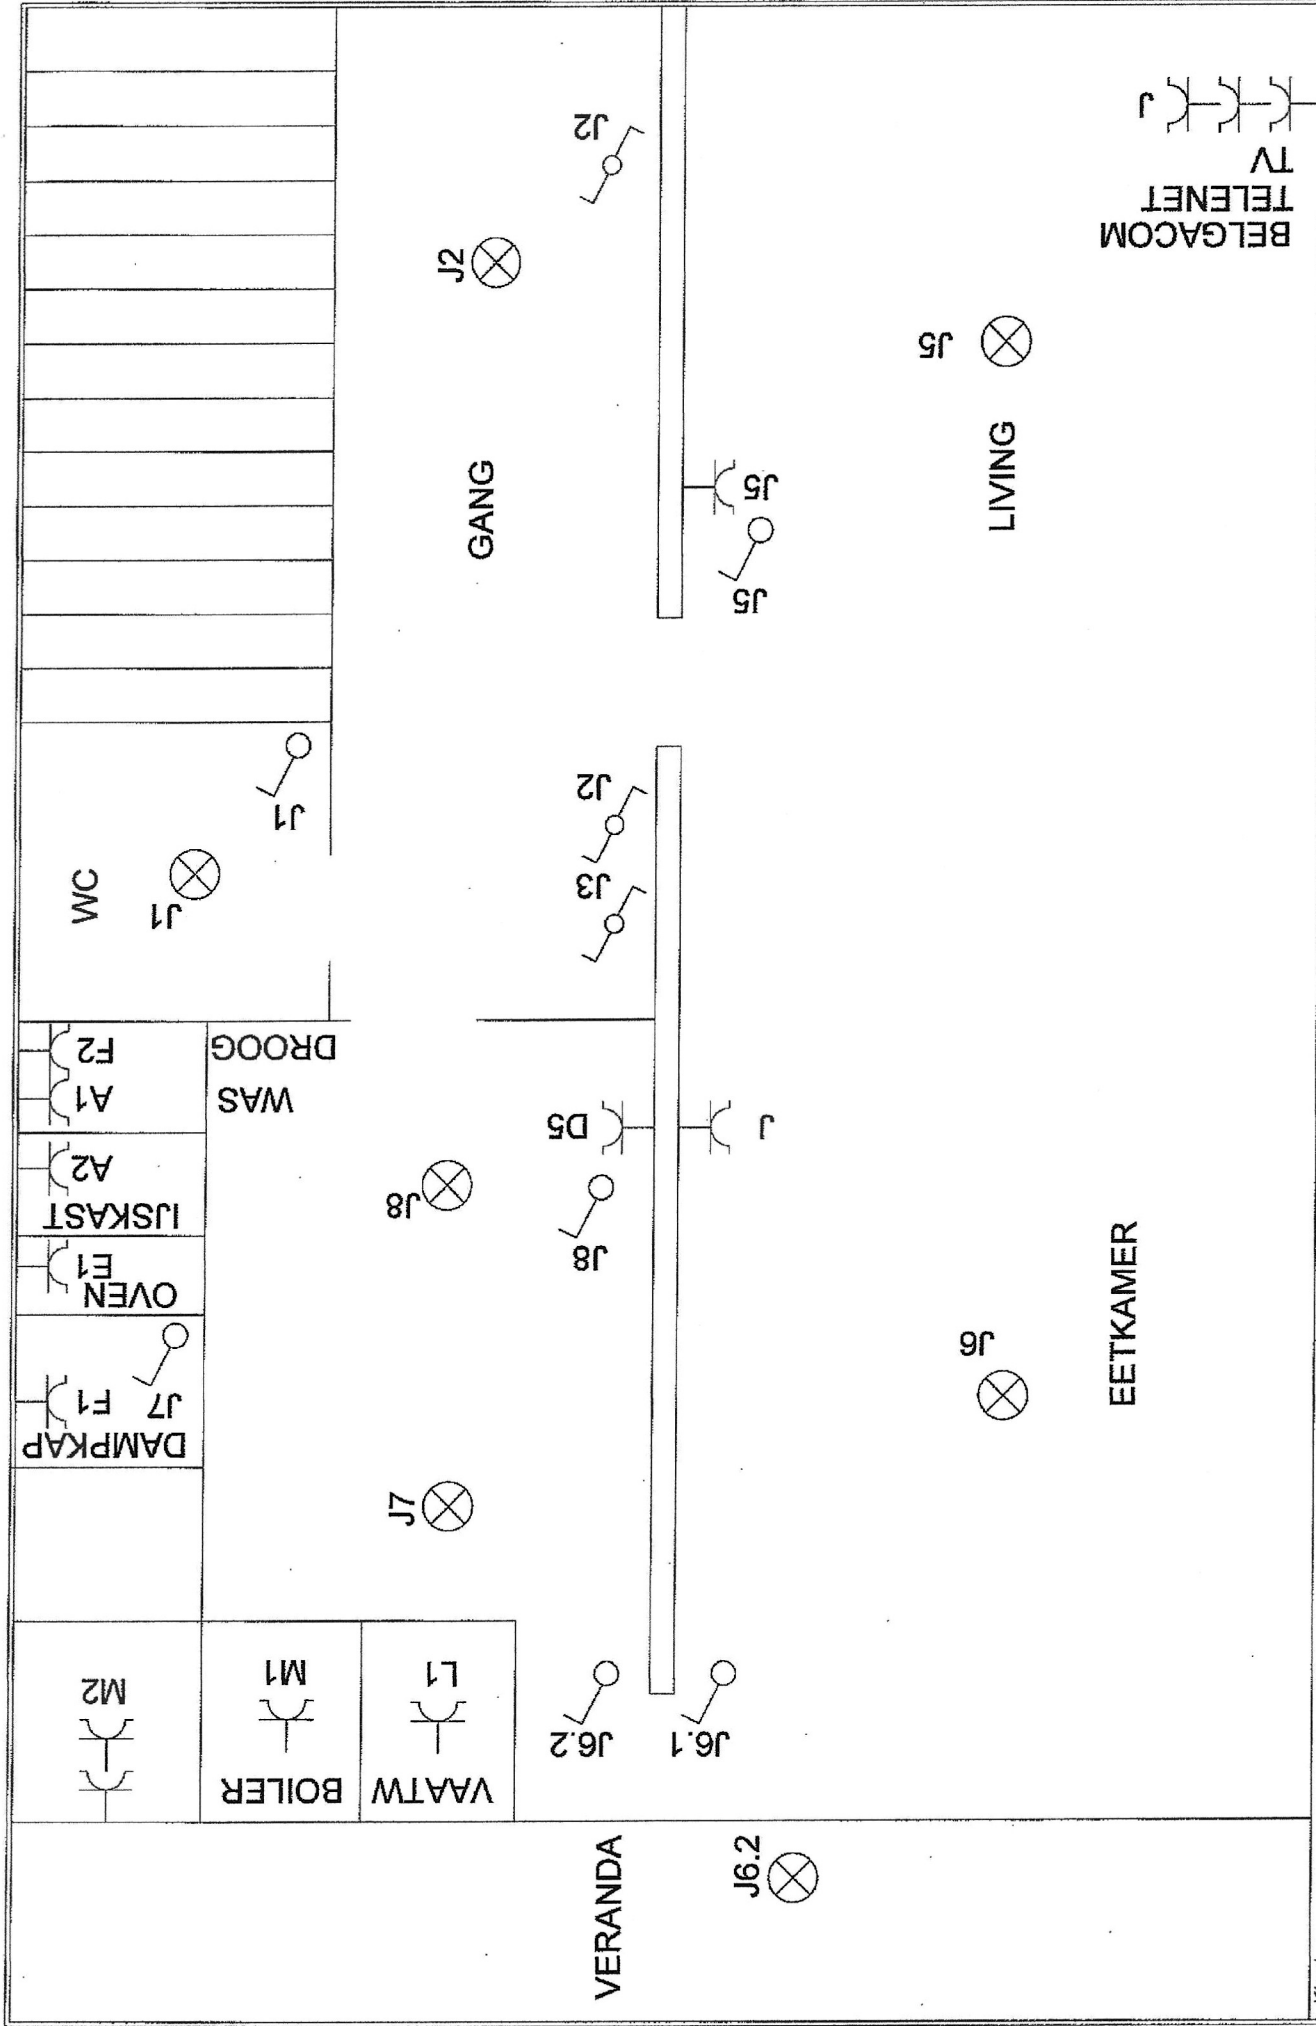 J2
J
TV
TELENET
BELGACOM
J2
J5
LIVING
GANG
J5
J5
J1
WC
J1
J2
J3
F2
DROOG
A1
WAS
A2
IJSKAST
D5
J
J8
J8
E1
OVEN
F1
J7
DAMPKAP
J7
J6
EETKAMER
M2
M1
BOILER
L1
VAATW
J6.2
J6.1
VERANDA
J6.2